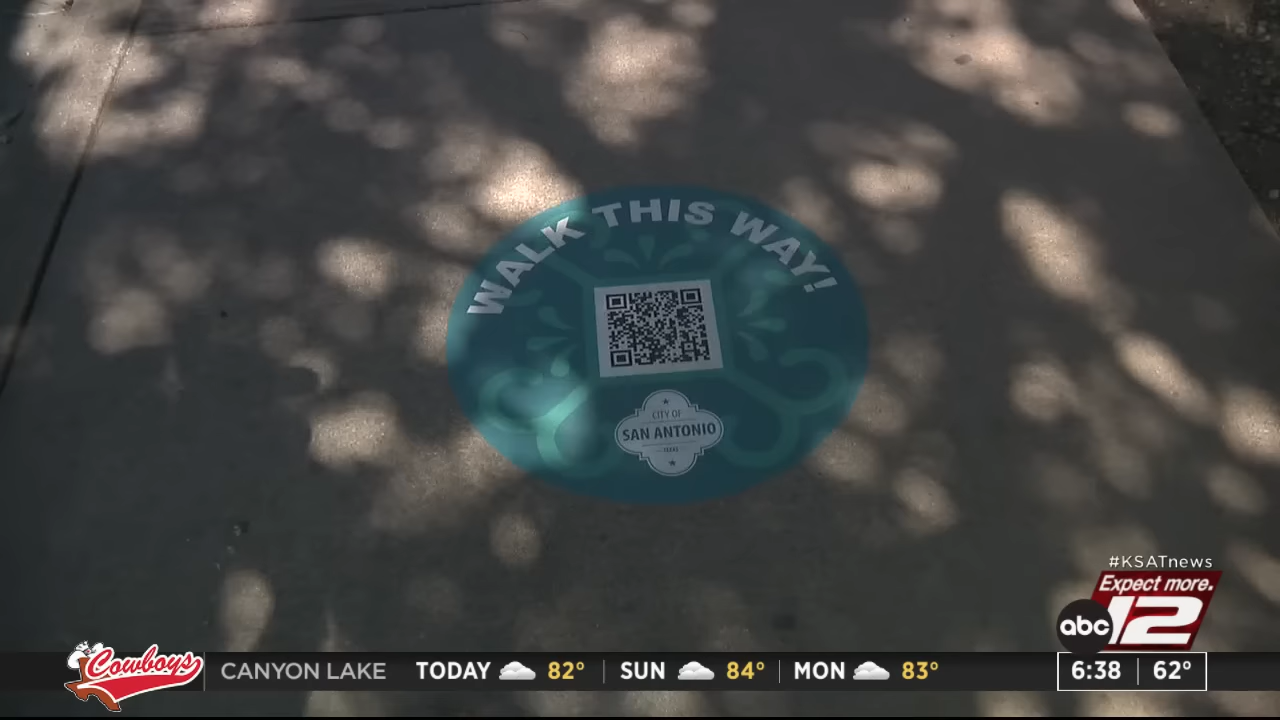 WALK THIS WAY!
CITY OF
SAN ANTONIO
TEXAS
#KSATnews
Expect more.
abc 12
Cowboys
CANYON LAKE TODAY 82° SUN 84° MON 83° 6:38 62°